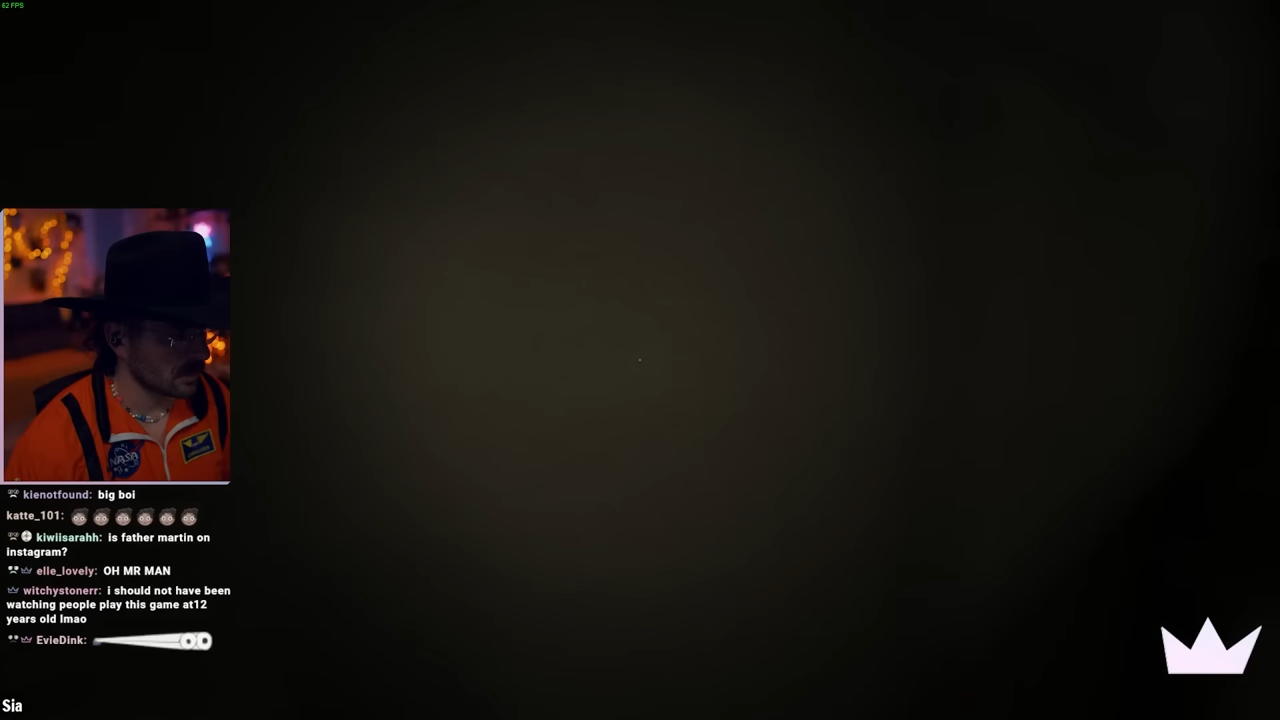 62 FPS
NASA
kienotfound: big boi
katte_101:
kiwiisarahh: is father martin on
instagram?
elle_lovely: OH MR MAN
witchystonerr: i should not have been
watching people play this game at12
years old lmao
EvieDink:
Sia